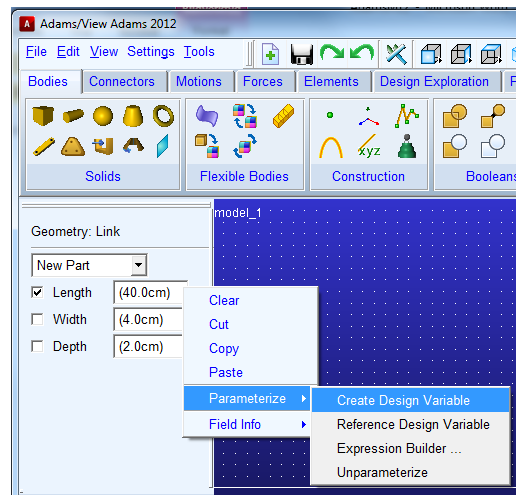 Adams/View Adams 2012
File Edit View Settings Tools
Bodies Connectors Motions Forces Elements Design Exploration
xyz
Solids Flexible Bodies Construction Booleans
model_1
Geometry: Link
New Part
Length (40.0cm)
Width (4.0cm)
Depth (2.0cm)
Clear
Cut
Copy
Paste
Parameterize
Field Info
Create Design Variable
Reference Design Variable
Expression Builder ...
Unparameterize